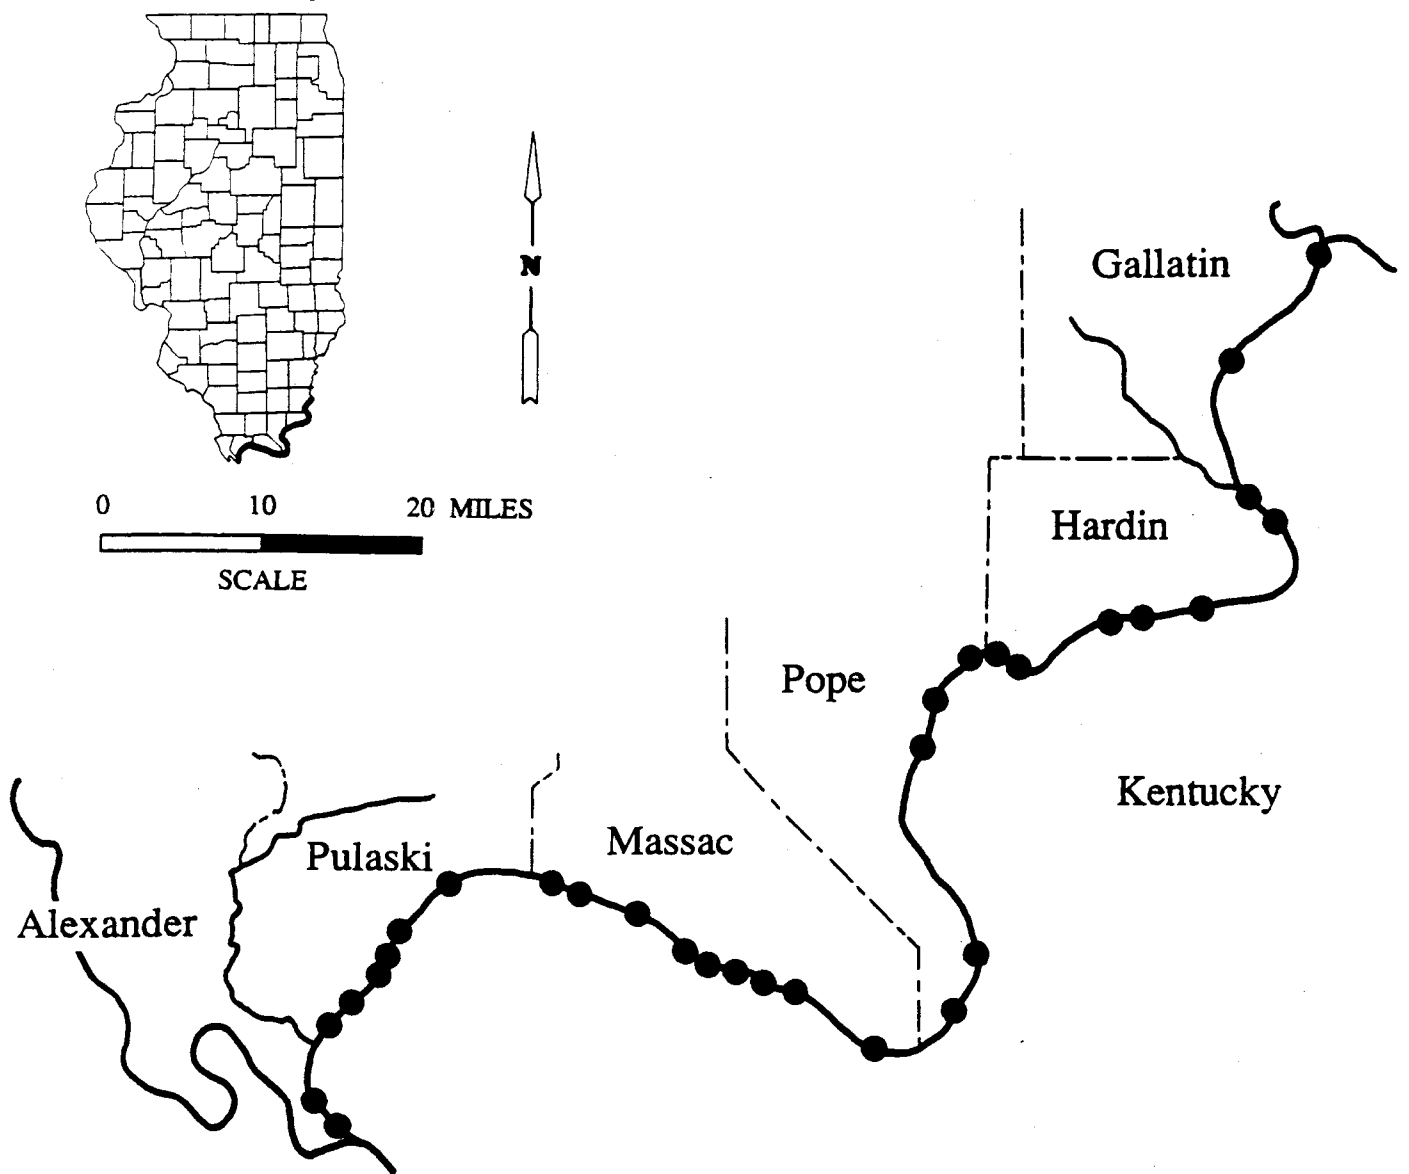 N
Gallatin
0 10 20 MILES
SCALE
Hardin
Pope
Kentucky
Massac
Pulaski
Alexander